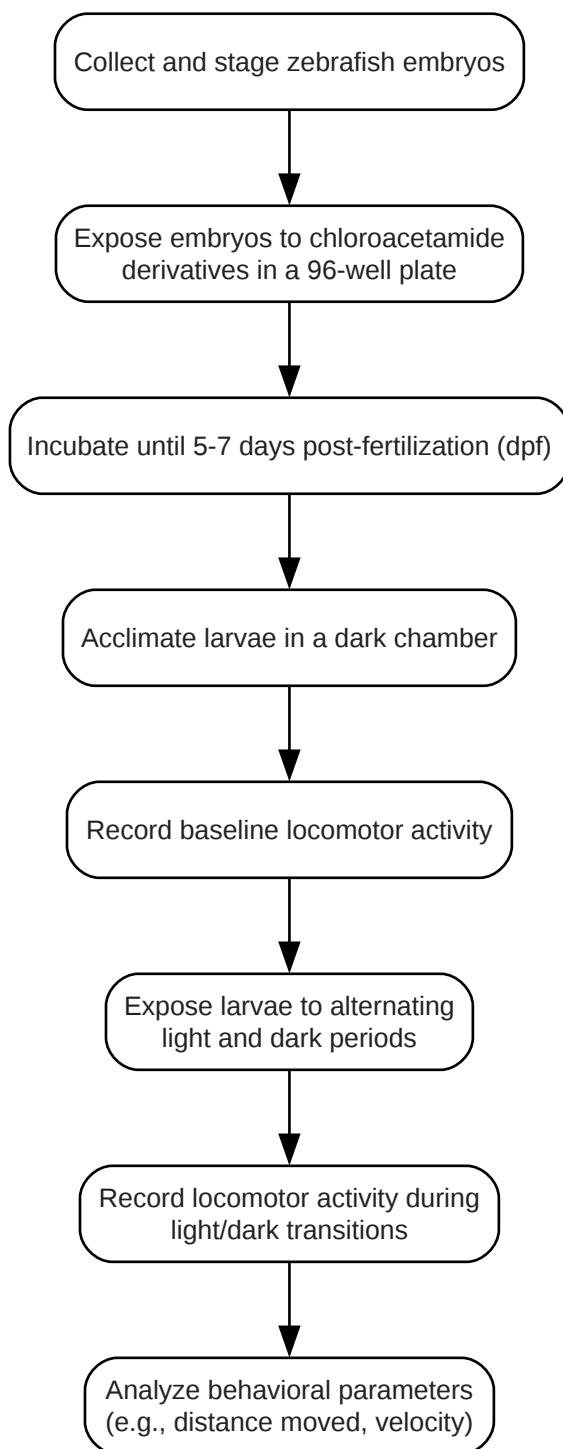 Collect and stage zebrafish embryos
Expose embryos to chloroacetamide
derivatives in a 96-well plate
Incubate until 5-7 days post-fertilization (dpf)
Acclimate larvae in a dark chamber
Record baseline locomotor activity
Expose larvae to alternating
light and dark periods
Record locomotor activity during
light/dark transitions
Analyze behavioral parameters
(e.g., distance moved, velocity)